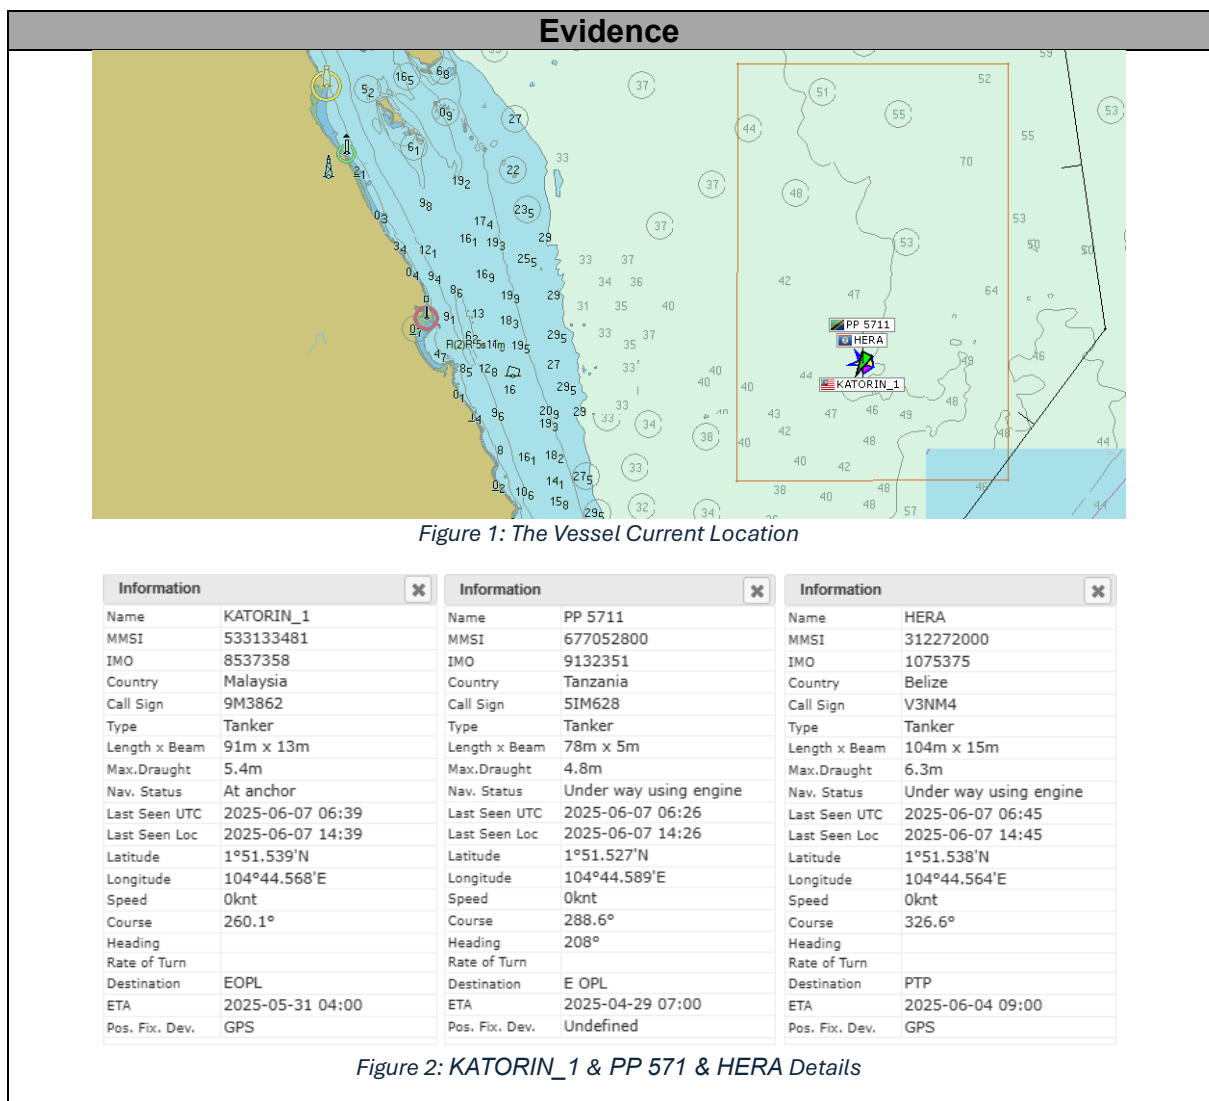 Evidence
PP 5711
HERA
KATORIN_1
Fl(2)R 5s11m
Figure 1: The Vessel Current Location
Information
Name KATORIN_1
MMSI 533133481
IMO 8537358
Country Malaysia
Call Sign 9M3862
Type Tanker
Length x Beam 91m x 13m
Max.Draught 5.4m
Nav. Status At anchor
Last Seen UTC 2025-06-07 06:39
Last Seen Loc 2025-06-07 14:39
Latitude 1°51.539'N
Longitude 104°44.568'E
Speed 0knt
Course 260.1°
Heading
Rate of Turn
Destination EOPL
ETA 2025-05-31 04:00
Pos. Fix. Dev. GPS
Information
Name PP 5711
MMSI 677052800
IMO 9132351
Country Tanzania
Call Sign 5IM628
Type Tanker
Length x Beam 78m x 5m
Max.Draught 4.8m
Nav. Status Under way using engine
Last Seen UTC 2025-06-07 06:26
Last Seen Loc 2025-06-07 14:26
Latitude 1°51.527'N
Longitude 104°44.589'E
Speed 0knt
Course 288.6°
Heading 208°
Rate of Turn
Destination E OPL
ETA 2025-04-29 07:00
Pos. Fix. Dev. Undefined
Information
Name HERA
MMSI 312272000
IMO 1075375
Country Belize
Call Sign V3NM4
Type Tanker
Length x Beam 104m x 15m
Max.Draught 6.3m
Nav. Status Under way using engine
Last Seen UTC 2025-06-07 06:45
Last Seen Loc 2025-06-07 14:45
Latitude 1°51.538'N
Longitude 104°44.564'E
Speed 0knt
Course 326.6°
Heading
Rate of Turn
Destination PTP
ETA 2025-06-04 09:00
Pos. Fix. Dev. GPS
Figure 2: KATORIN_1 & PP 571 & HERA Details